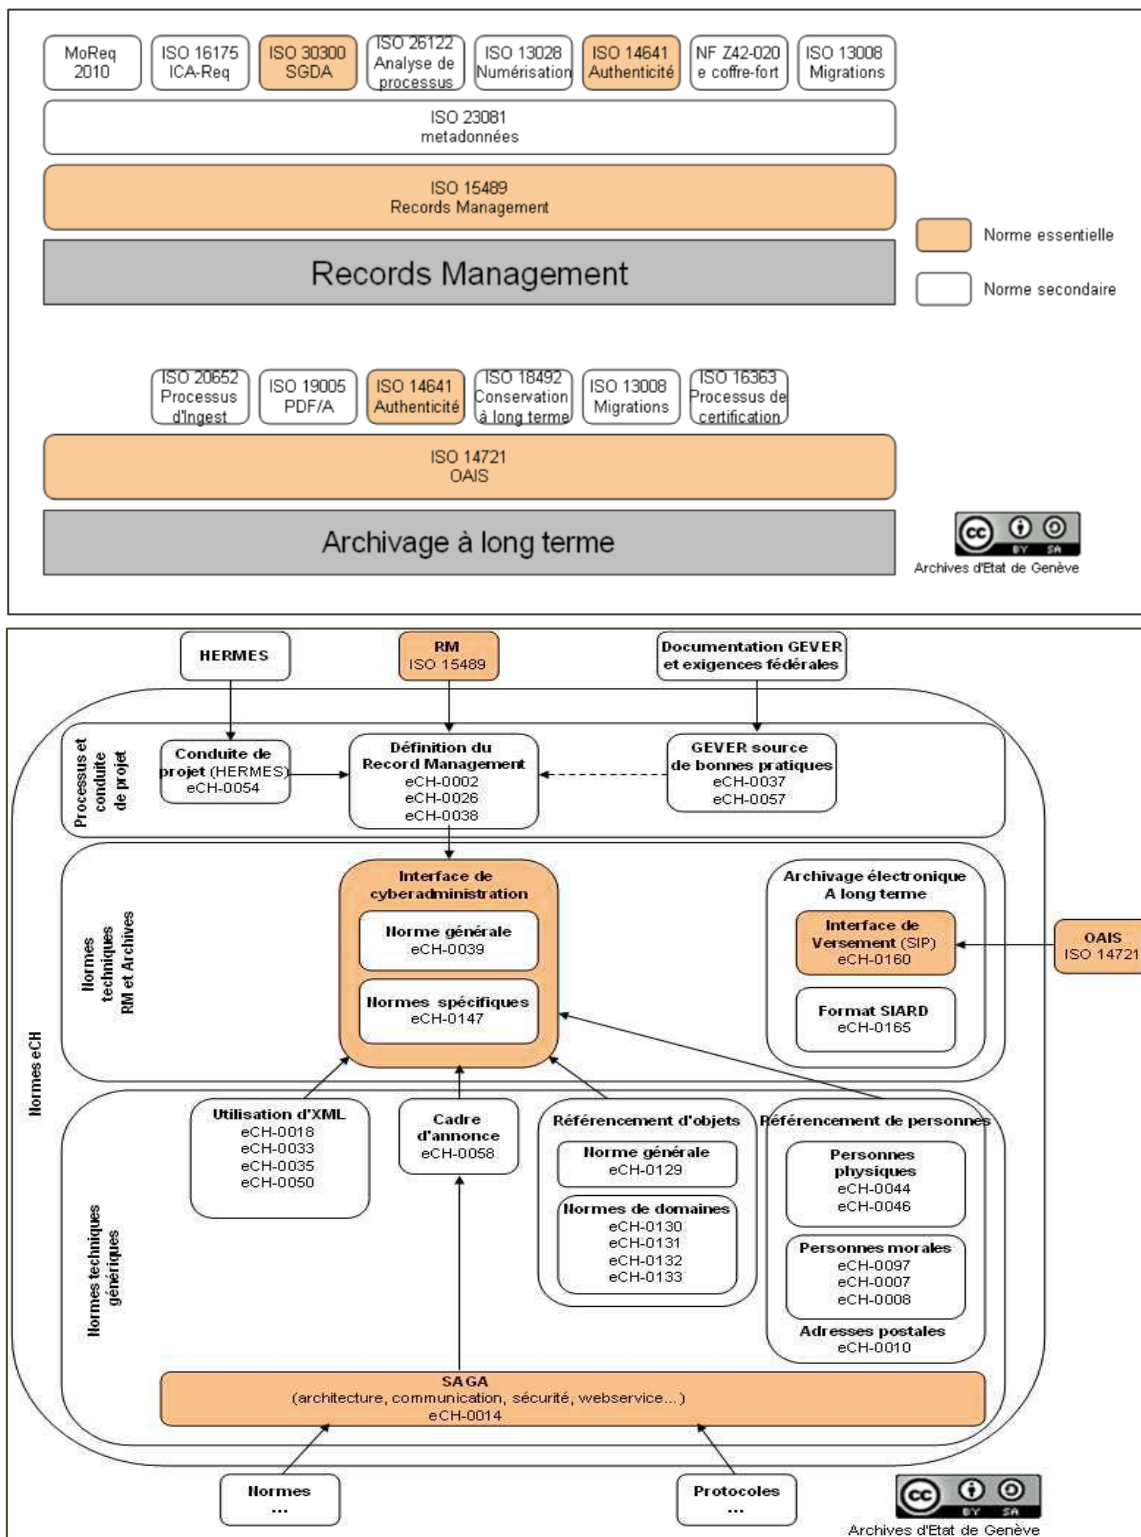 MoReq
2010
ISO 16175
ICA-Req
ISO 30300
SGDA
ISO 26122
Analyse de
processus
ISO 13028
Numérisation
ISO 14641
Authenticité
NF Z42-020
e coffre-fort
ISO 13008
Migrations
ISO 23081
metadonnées
ISO 15489
Records Management
Records Management
Norme essentielle
Norme secondaire
ISO 20652
Processus
d'Ingest
ISO 19005
PDF/A
ISO 14641
Authenticité
ISO 18492
Conservation
à long terme
ISO 13008
Migrations
ISO 16363
Processus de
certification
ISO 14721
OAIS
Archivage à long terme
cc
BY SA
Archives d'Etat de Genève
HERMES
RM
ISO 15489
Documentation GEVER
et exigences fédérales
Processus et
conduite
de projet
Conduite de
projet (HERMES)
eCH-0054
Définition du
Record Management
eCH-0002
eCH-0026
eCH-0038
GEVER source
de bonnes pratiques
eCH-0037
eCH-0057
Normes eCH
Normes
techniques
RM et Archives
Interface de
cyberadministration
Norme générale
eCH-0039
Normes spécifiques
eCH-0147
Archivage électronique
A long terme
Interface de
Versement (SIP)
eCH-0160
Format SIARD
eCH-0165
OAIS
ISO 14721
Normes techniques
génériques
Utilisation d'XML
eCH-0018
eCH-0033
eCH-0035
eCH-0050
Cadre
d'annonce
eCH-0058
Référencement d'objets
Norme générale
eCH-0129
Normes de domaines
eCH-0130
eCH-0131
eCH-0132
eCH-0133
Référencement de personnes
Personnes
physiques
eCH-0044
eCH-0046
Personnes morales
eCH-0097
eCH-0007
eCH-0008
Adresses postales
eCH-0010
SAGA
(architecture, communication, sécurité, webservice...)
eCH-0014
Normes
...
Protocoles
...
cc
BY SA
Archives d'Etat de Genève